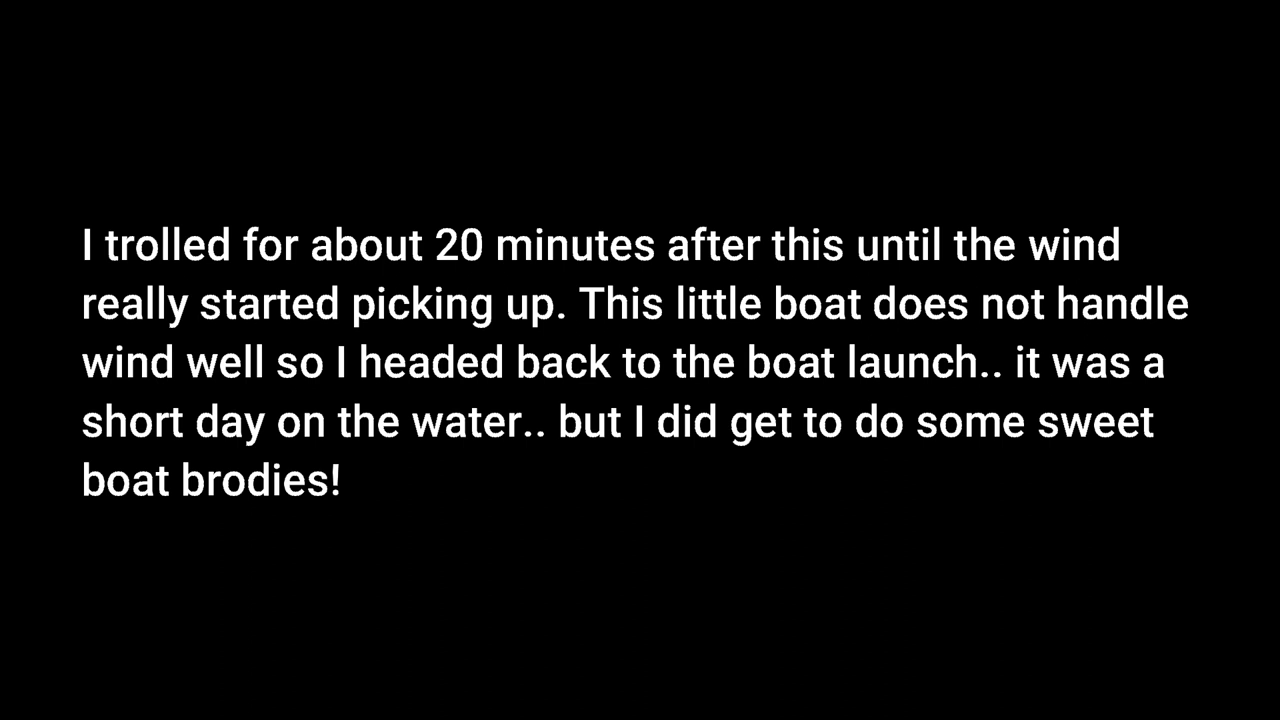 I trolled for about 20 minutes after this until the wind
really started picking up. This little boat does not handle
wind well so I headed back to the boat launch.. it was a
short day on the water.. but I did get to do some sweet
boat brodies!